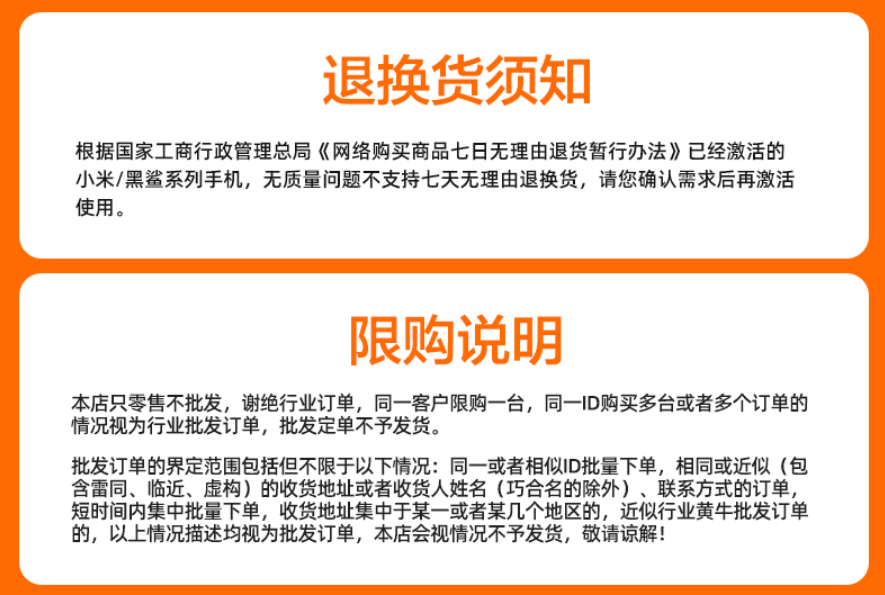 退换货须知
根据国家工商行政管理总局《网络购买商品七日无理由退货暂行办法》已经激活的
小米/黑鲨系列手机，无质量问题不支持七天无理由退换货，请您确认需求后再激活
使用。
限购说明
本店只零售不批发，谢绝行业订单，同一客户限购一台，同一ID购买多台或者多个订单的
情况视为行业批发订单，批发定单不予发货。
批发订单的界定范围包括但不限于以下情况：同一或者相似ID批量下单，相同或近似（包
含雷同、临近、虚构）的收货地址或者收货人姓名（巧合名的除外）、联系方式的订单，
短时间内集中批量下单，收货地址集中于某一或者某几个地区的，近似行业黄牛批发订单
的，以上情况描述均视为批发订单，本店会视情况不予发货，敬请谅解！